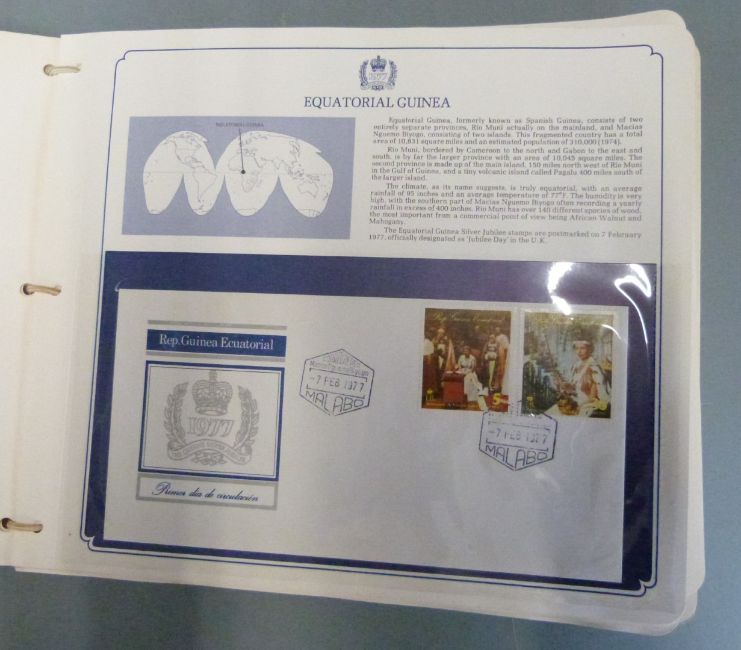 1977
EQUATORIAL GUINEA
EQUATORIAL GUINEA
Equatorial Guinea, formerly known as Spanish Guinea, consists of two
entirely separate provinces, Rio Muni actually on the mainland, and Macias
Nguemo Biyogo, consisting of two islands. This fragmented country has a total
area of 10,831 square miles and an estimated population of 310,000 (1974).
Rio Muni, bordered by Cameroon to the north and Gabon to the east and
south, is by far the larger province with an area of 10,045 square miles. The
second province is made up of the main island, 150 miles north west of Rio Muni
in the Gulf of Guinea, and a tiny volcanic island called Pagalu 400 miles south of
the larger island.
The climate, as its name suggests, is truly equatorial, with an average
rainfall of 95 inches and an average temperature of 77°F. The humidity is very
high, with the southern part of Macias Nguemo Biyogo often recording a yearly
rainfall in excess of 400 inches. Rio Muni has over 140 different species of wood,
the most important from a commercial point of view being African Walnut and
Mahogany.
The Equatorial Guinea Silver Jubilee stamps are postmarked on 7 February
1977, officially designated as 'Jubilee Day' in the U.K.
Rep. Guinea Ecuatorial
1977
Primer dia de circulación
-7 FEB 1977
MALABO
Rep. Guinea Ecuatorial
5
-7 FEB 1977
MALABO